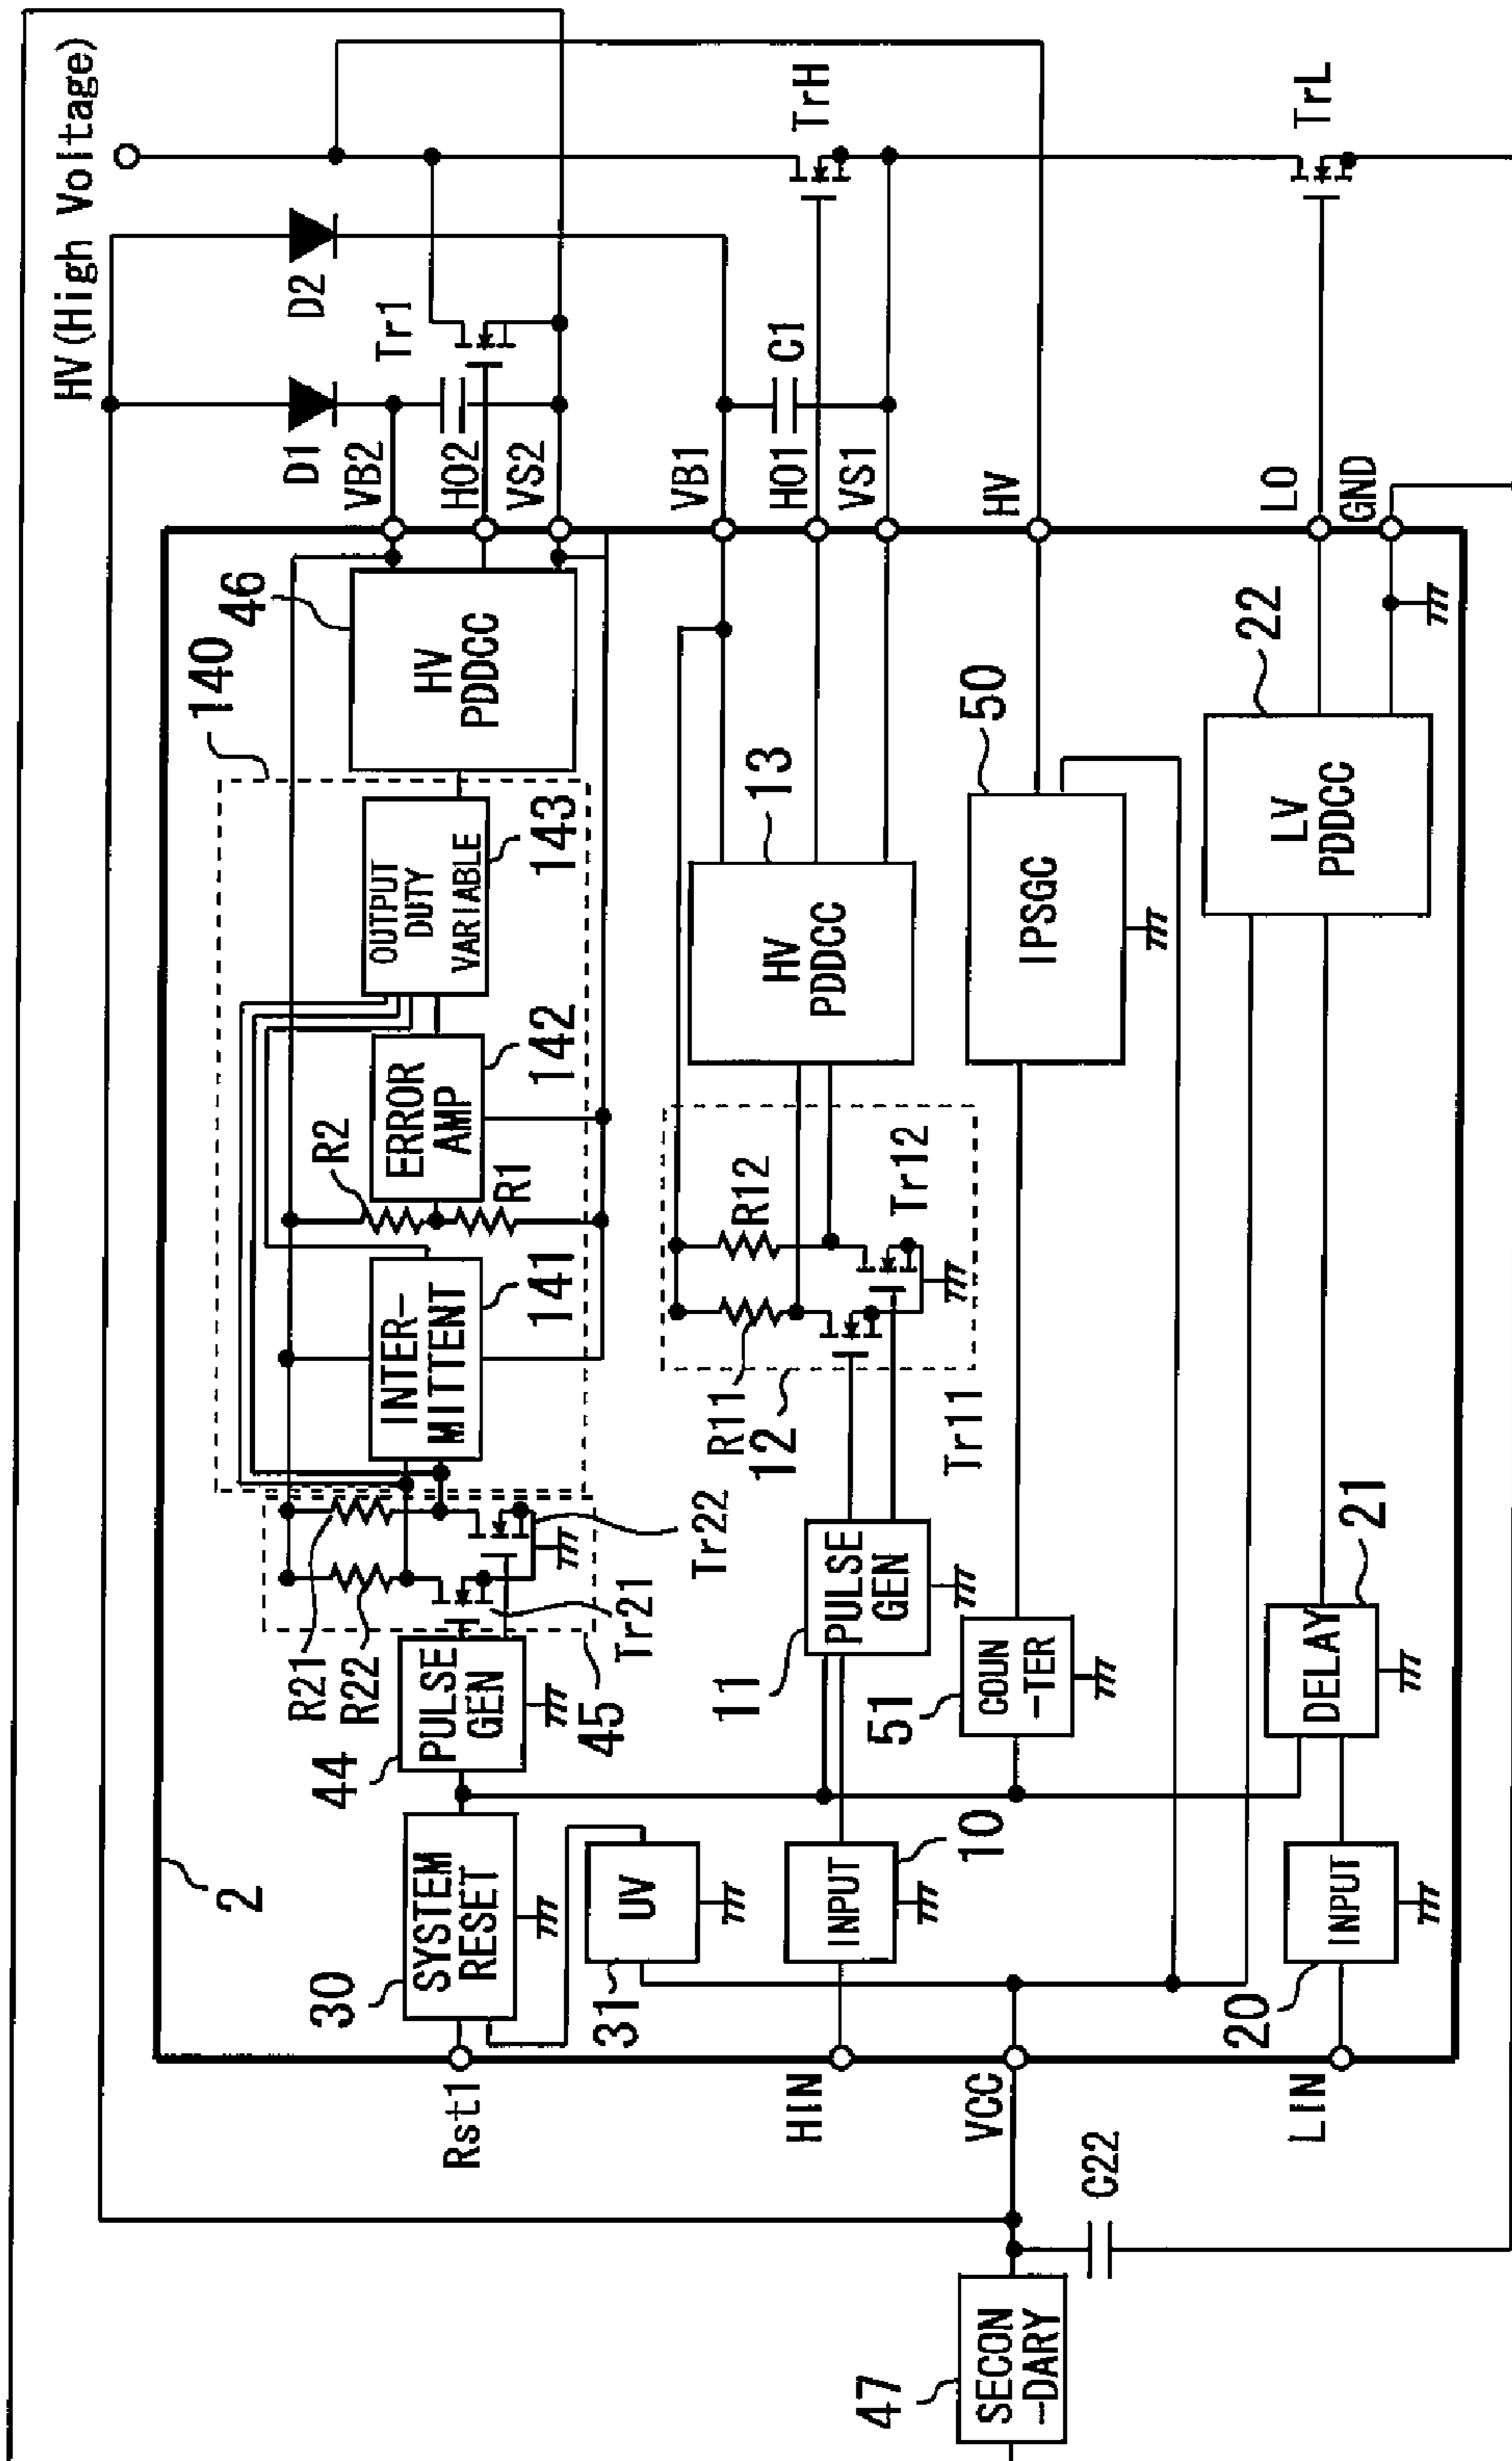 HV(High Voltage)
D1
D2
Tr1
C1
TrH
TrL
VB2
HO2
VS2
VB1
HO1
VS1
HV
LO
GND
140
46
HV
PDDCC
OUTPUT
DUTY
VARIABLE
143
ERROR
AMP
142
R2
R1
INTER-
MITTENT
141
R21
R22
Tr21
Tr22
45
44
PULSE
GEN
30
SYSTEM
RESET
2
31
UV
13
HV
PDDCC
R12
R11
Tr12
Tr11
12
11
PULSE
GEN
10
INPUT
50
IPSGC
51
COUN
-TER
22
LV
PDDCC
21
DELAY
20
INPUT
Rst1
HIN
VCC
LIN
C22
47
SECON
-DARY